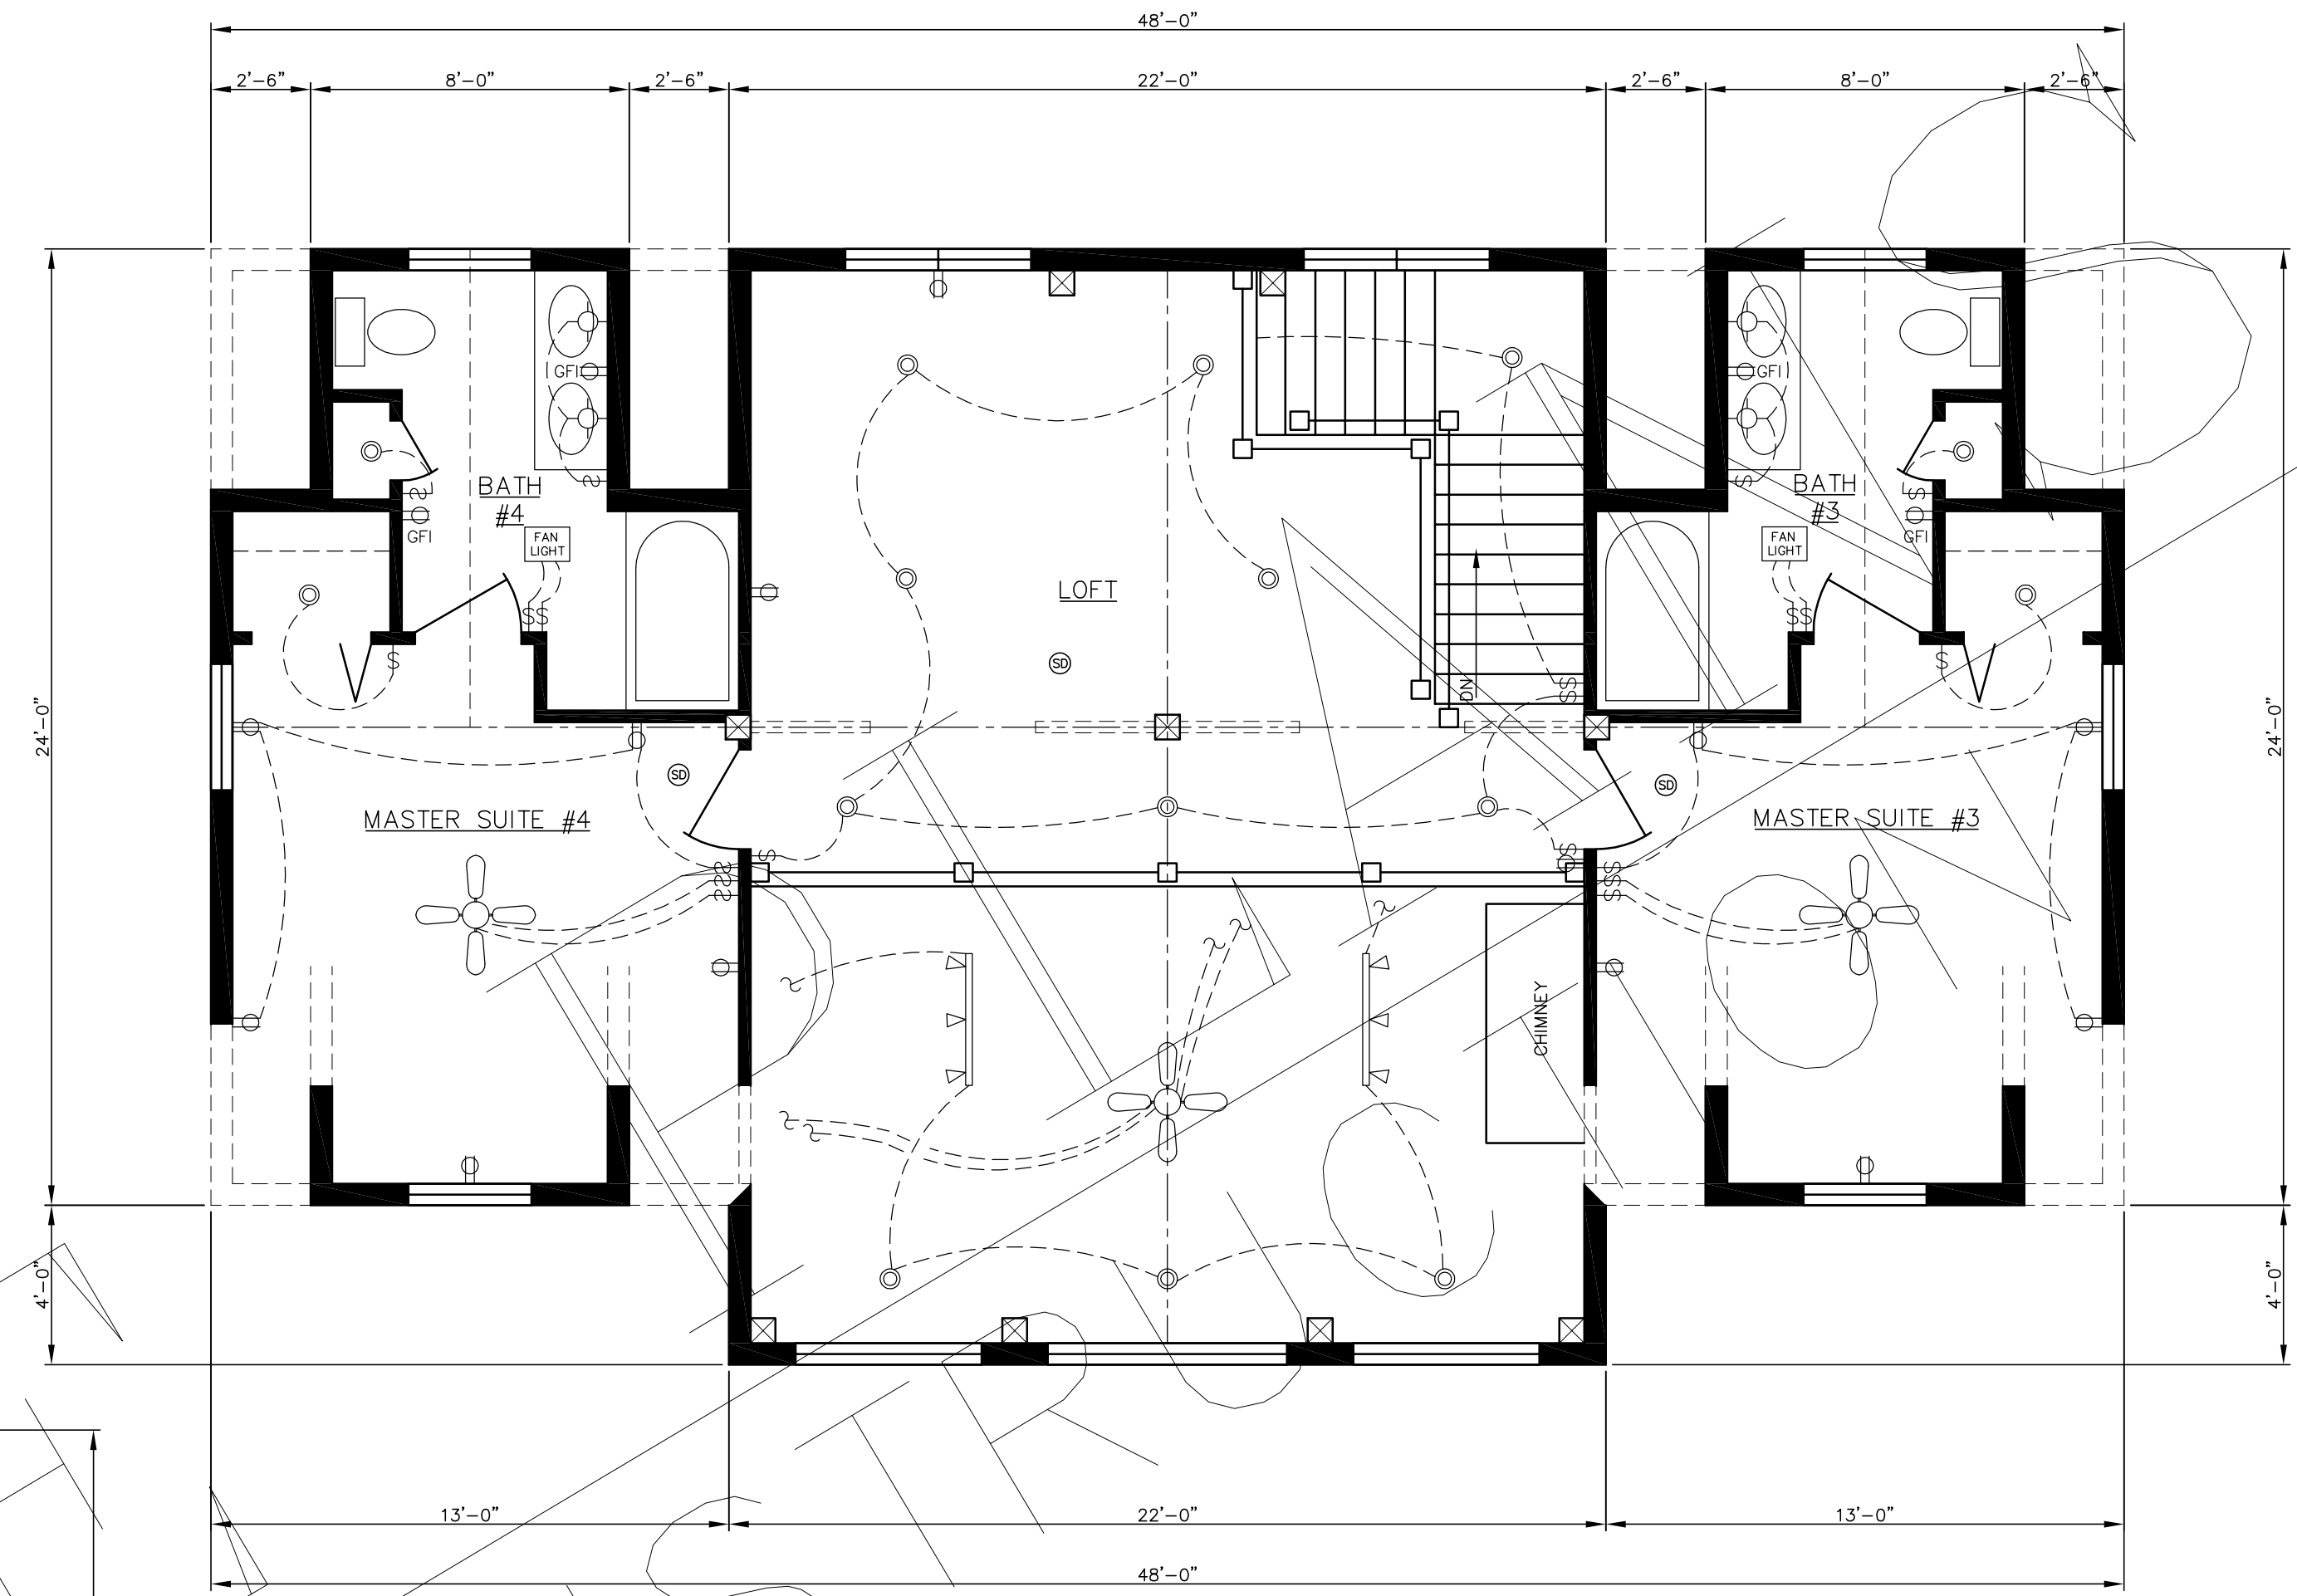 48'-0"
2'-6" 8'-0" 2'-6" 22'-0" 2'-6" 8'-0" 2'-6"
GFI GFI
BATH
#4
BATH
#3
GFI GFI
FAN
LIGHT
FAN
LIGHT
$$ $$
LOFT
$ $
SD
DN
$$
24'-0" 24'-0"
SD SD
MASTER SUITE #4 MASTER SUITE #3
$ $
$$$ $$$
CHIMNEY
4'-0" 4'-0"
13'-0" 22'-0" 13'-0"
48'-0"